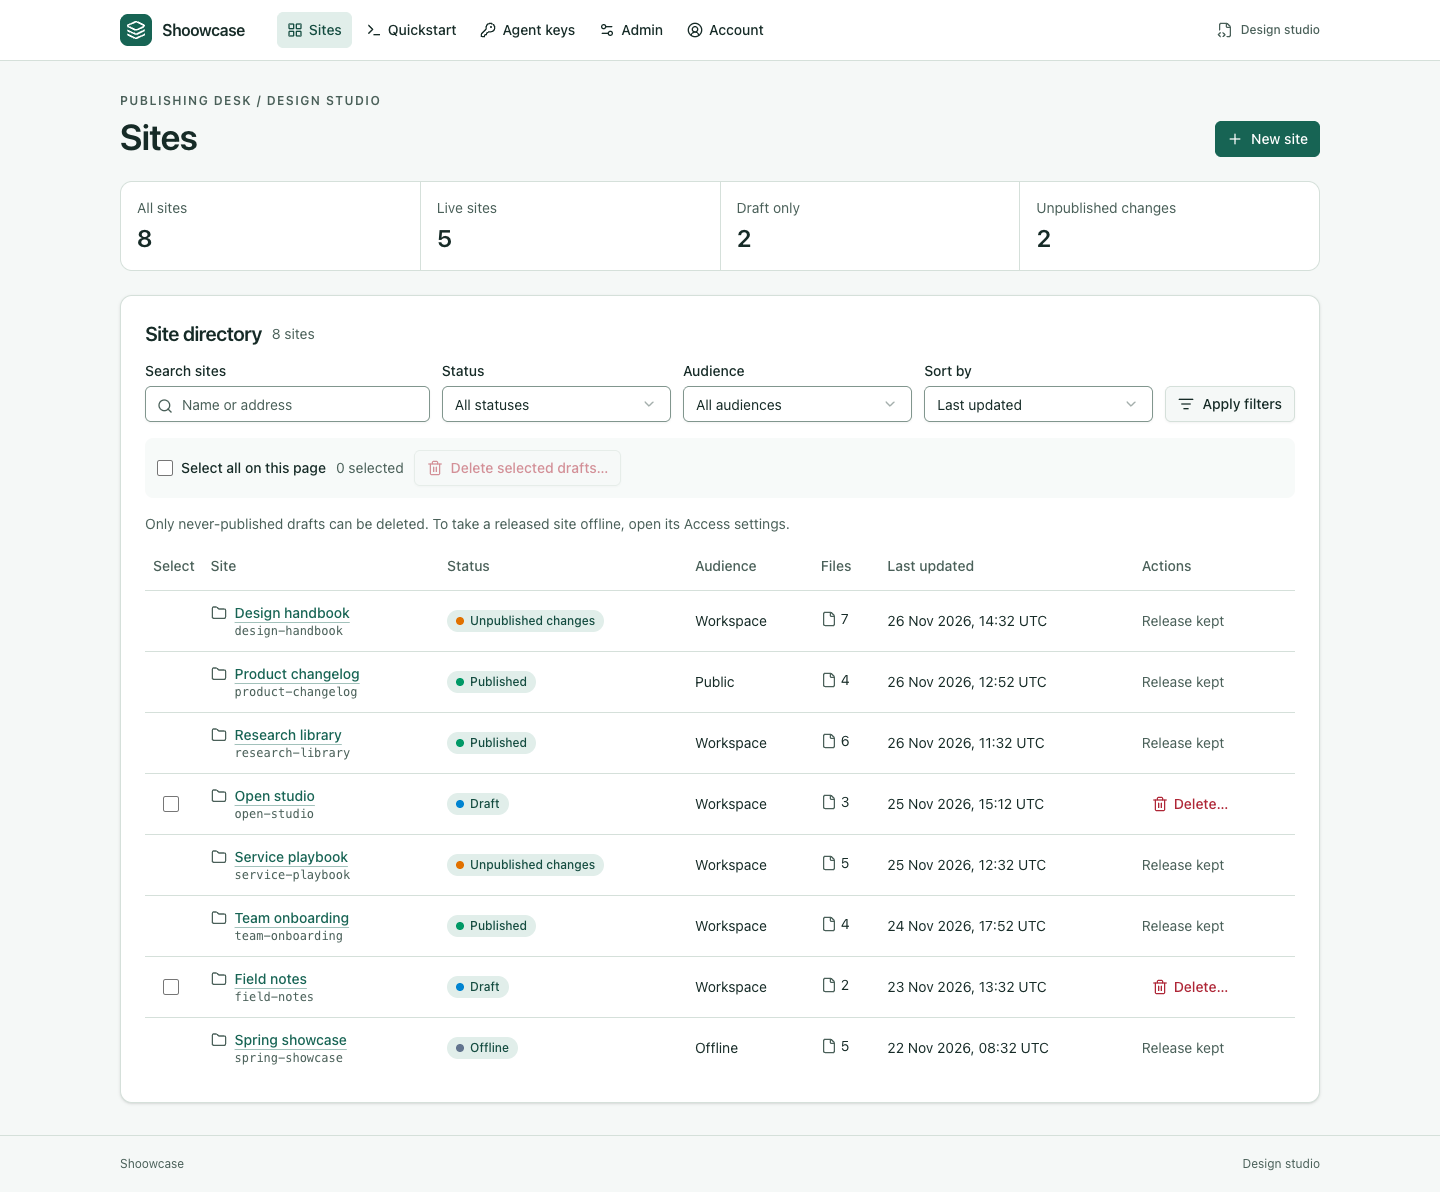 Shoowcase Sites Quickstart Agent keys Admin Account Design studio
PUBLISHING DESK / DESIGN STUDIO
Sites
New site
All sites Live sites Draft only Unpublished changes
8 5 2 2
Site directory 8 sites
Search sites Status Audience Sort by
Name or address All statuses All audiences Last updated Apply filters
Select all on this page 0 selected Delete selected drafts...
Only never-published drafts can be deleted. To take a released site offline, open its Access settings.
Select Site Status Audience Files Last updated Actions
Design handbook Unpublished changes Workspace 7 26 Nov 2026, 14:32 UTC Release kept
design-handbook
Product changelog Published Public 4 26 Nov 2026, 12:52 UTC Release kept
product-changelog
Research library Published Workspace 6 26 Nov 2026, 11:32 UTC Release kept
research-library
Open studio Draft Workspace 3 25 Nov 2026, 15:12 UTC Delete...
open-studio
Service playbook Unpublished changes Workspace 5 25 Nov 2026, 12:32 UTC Release kept
service-playbook
Team onboarding Published Workspace 4 24 Nov 2026, 17:52 UTC Release kept
team-onboarding
Field notes Draft Workspace 2 23 Nov 2026, 13:32 UTC Delete...
field-notes
Spring showcase Offline Offline 5 22 Nov 2026, 08:32 UTC Release kept
spring-showcase
Shoowcase Design studio